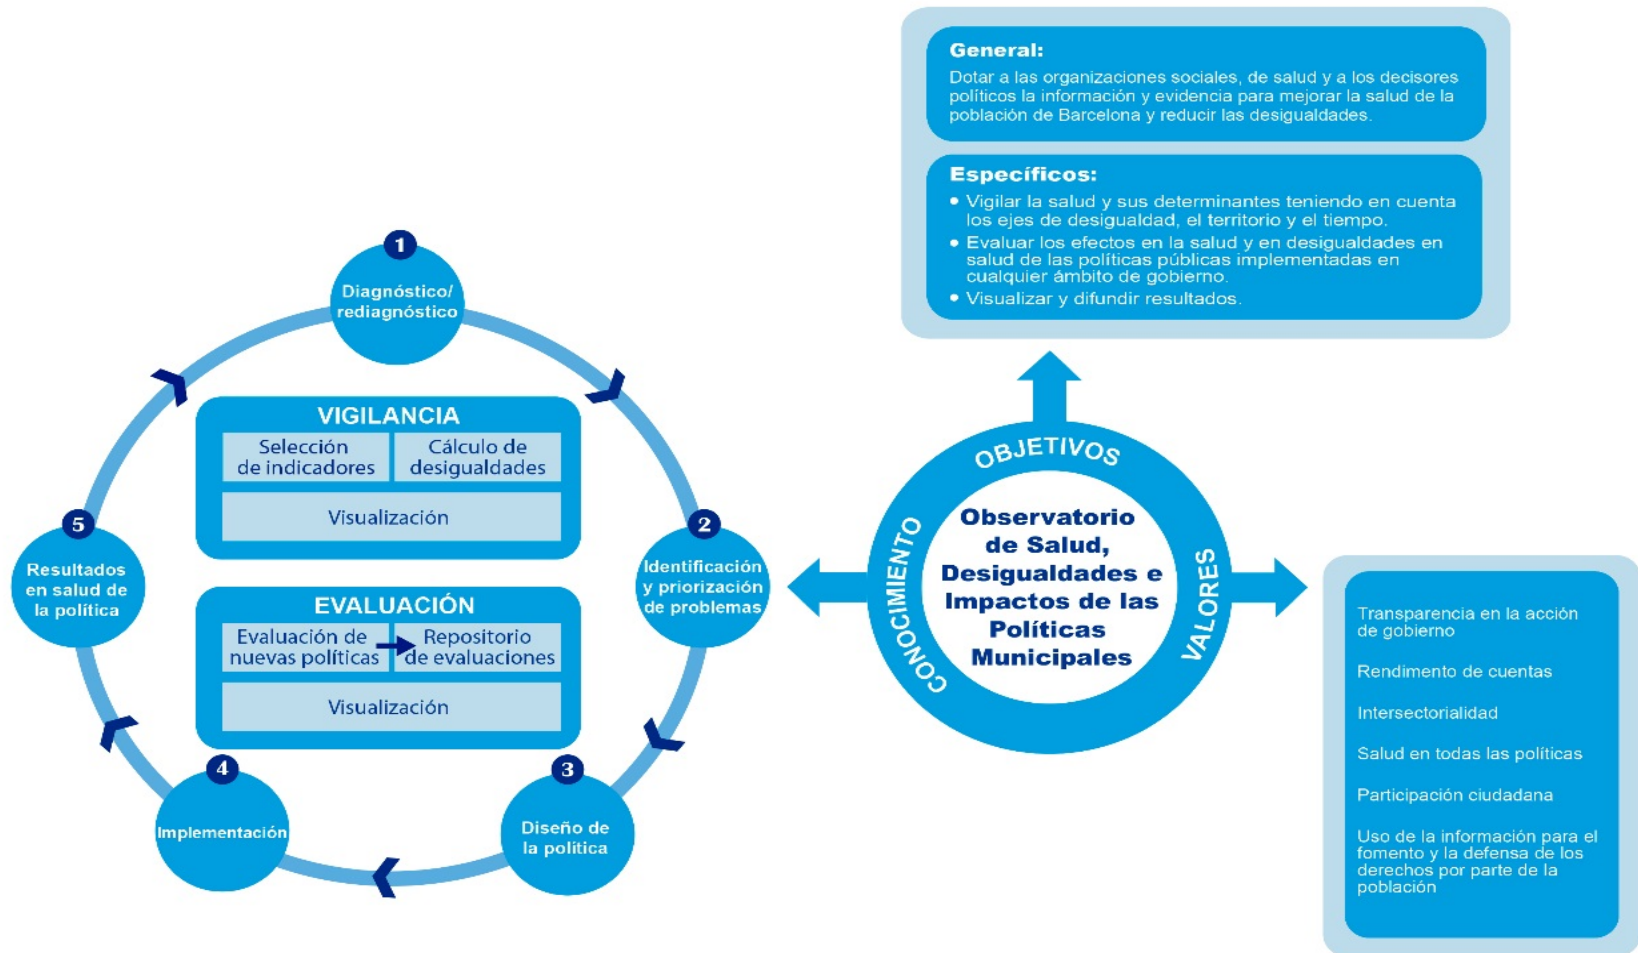 General:
Dotar a las organizaciones sociales, de salud y a los decisores
políticos la información y evidencia para mejorar la salud de la
población de Barcelona y reducir las desigualdades.
Específicos:
• Vigilar la salud y sus determinantes teniendo en cuenta
los ejes de desigualdad, el territorio y el tiempo.
• Evaluar los efectos en la salud y en desigualdades en
salud de las políticas públicas implementadas en
cualquier ámbito de gobierno.
• Visualizar y difundir resultados.
1
Diagnóstico/
rediagnóstico
VIGILANCIA
Selección
de indicadores
Cálculo de
desigualdades
Visualización
2
Identificación
y priorización
de problemas
5
Resultados
en salud de
la política
EVALUACIÓN
Evaluación de
nuevas políticas
Repositorio
de evaluaciones
Visualización
4
Implementación
3
Diseño de
la política
OBJETIVOS
CONOCIMIENTO
VALORES
Observatorio
de Salud,
Desigualdades e
Impactos de las
Políticas
Municipales
Transparencia en la acción
de gobierno
Rendimento de cuentas
Intersectorialidad
Salud en todas las políticas
Participación ciudadana
Uso de la información para el
fomento y la defensa de los
derechos por parte de la
población